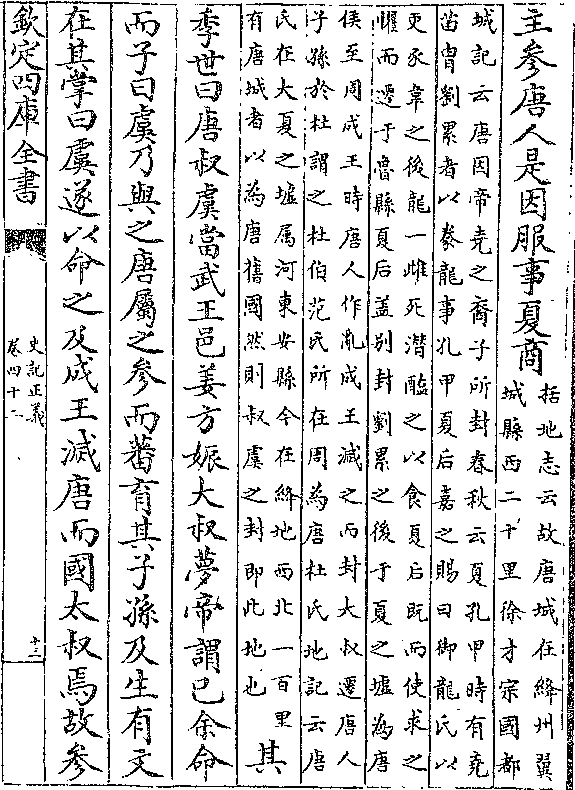 主參唐人是因服事夏商
括地志云故唐城在絳州翼
城縣西二十里徐才宗國都
城記云唐因帝堯之裔子所封春秋云夏孔甲時有堯
苗胄劉累者以豢龍事孔甲夏后嘉之賜曰御龍氏以
更豕韋之後龍一雌死潛醢之以食夏后既而使求之
懼而遷于魯縣夏后蓋别封劉累之後于夏之墟為唐
侯至周成王時唐人作亂成王滅之而封大叔遷唐人
子孫於杜謂之杜伯范氏所在周為唐杜氏地記云唐
氏在大夏之墟属河東安縣今在絳地西北一百里
有唐城者以為唐舊國然則叔虞之封即此地也
其
季世曰唐叔虞當武王邑姜方娠大叔夢帝謂已余命
而子曰虞乃與之唐屬之參而蕃育其子孫及生有文
在其掌曰虞遂以命之及成王滅唐而國太叔焉故參
欽定四庫全書
史記正義
卷四十二
十二